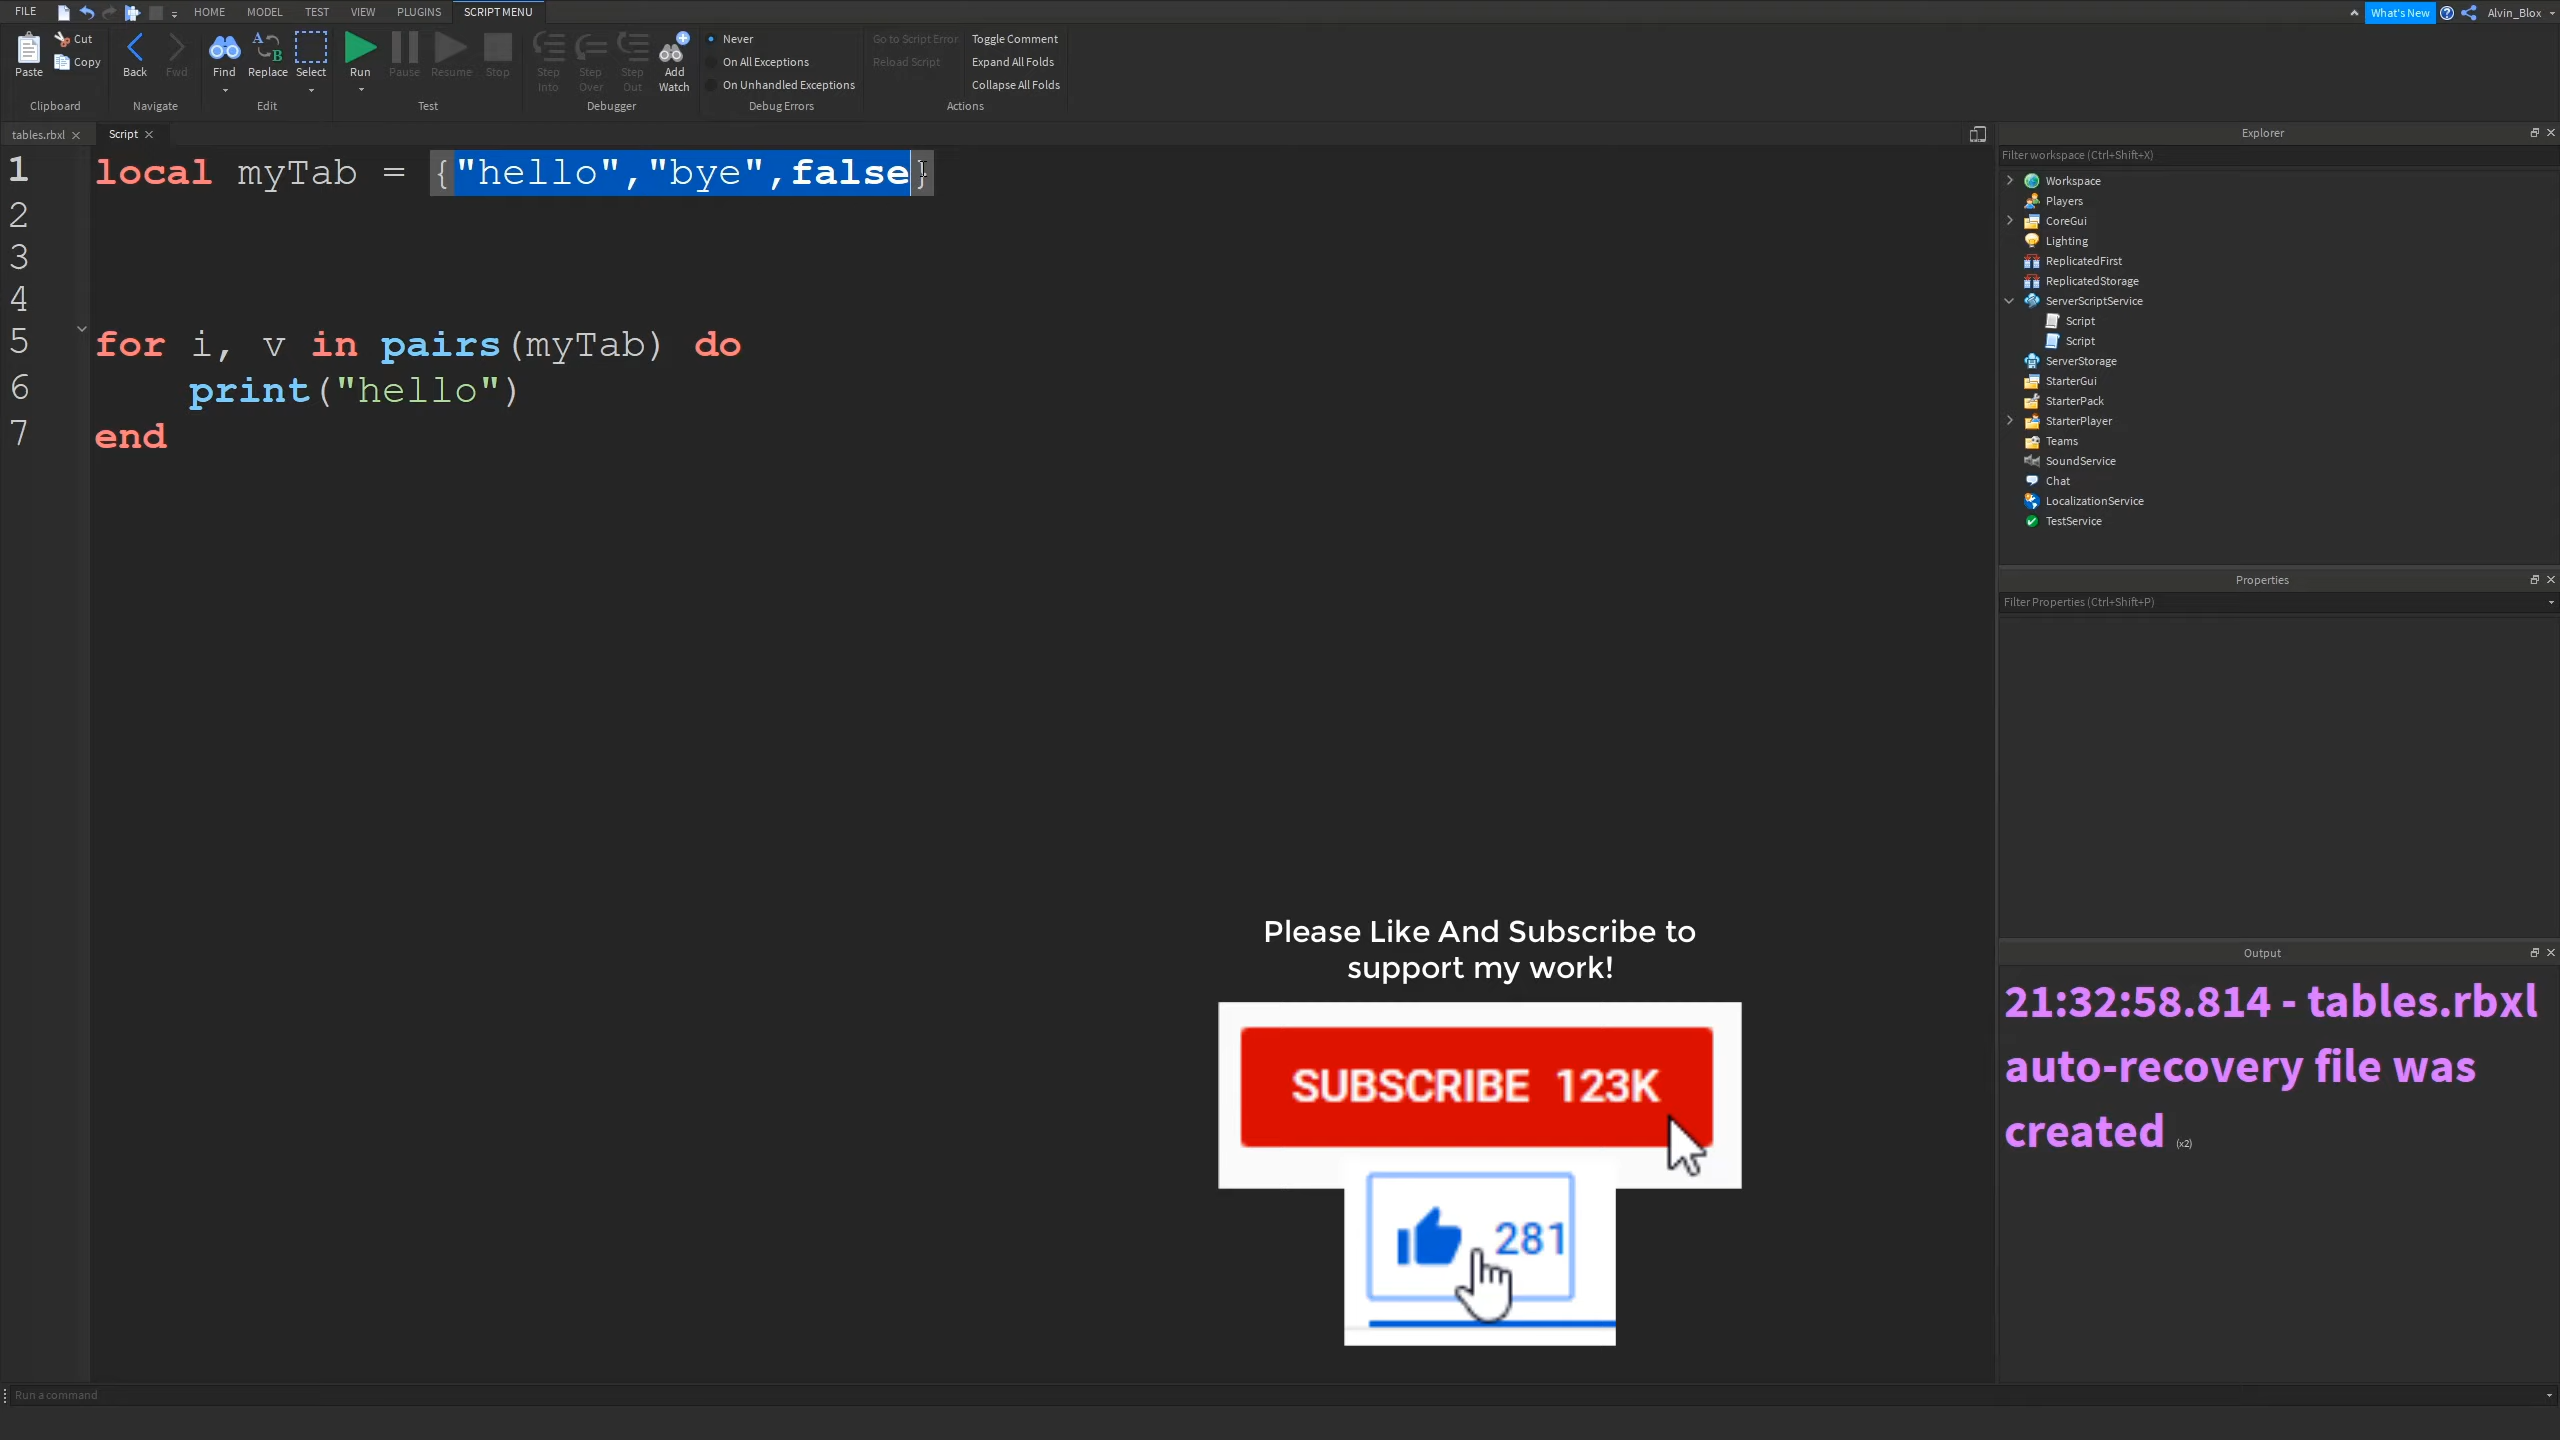 FILE HOME MODEL TEST VIEW PLUGINS SCRIPT MENU What's New Alvin_Blox
Paste Cut Copy Back Fwd Find Replace Select Run Pause Resume Stop Step Into Step Over Step Out Add Watch
Never Go to Script Error Toggle Comment
On All Exceptions Reload Script Expand All Folds
On Unhandled Exceptions Collapse All Folds
Clipboard Navigate Edit Test Debugger Debug Errors Actions
tables.rbxl Script
1 local myTab = {"hello","bye",false}
2
3
4
5 for i, v in pairs(myTab) do
6 print("hello")
7 end
Explorer
Filter workspace (Ctrl+Shift+X)
Workspace
Players
CoreGui
Lighting
ReplicatedFirst
ReplicatedStorage
ServerScriptService
Script
Script
ServerStorage
StarterGui
StarterPack
StarterPlayer
Teams
SoundService
Chat
LocalizationService
TestService
Properties
Filter Properties (Ctrl+Shift+P)
Output
21:32:58.814 - tables.rbxl
auto-recovery file was
created (x2)
Please Like And Subscribe to
support my work!
SUBSCRIBE 123K
281
Run a command